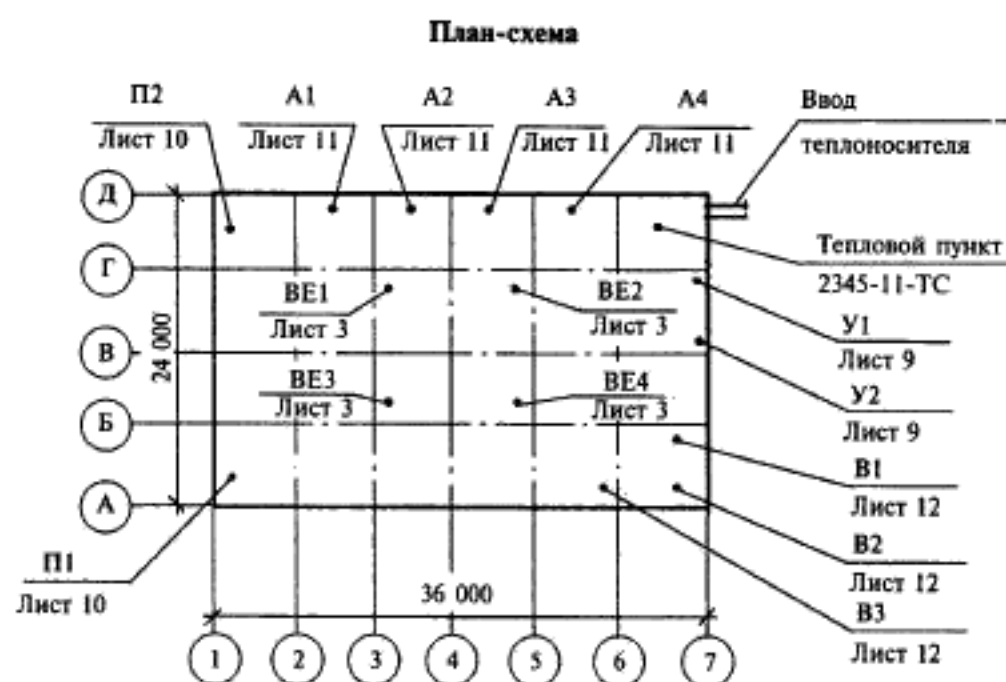 План-схема
П2
Лист 10
А1
Лист 11
А2
Лист 11
А3
Лист 11
А4
Лист 11
Ввод
теплоносителя
Д
Г
В
Б
А
24 000
Тепловой пункт
2345-11-ТС
ВЕ1
Лист 3
ВЕ2
Лист 3
У1
Лист 9
ВЕ3
Лист 3
ВЕ4
Лист 3
У2
Лист 9
В1
Лист 12
В2
Лист 12
В3
Лист 12
П1
Лист 10
36 000
1
2
3
4
5
6
7